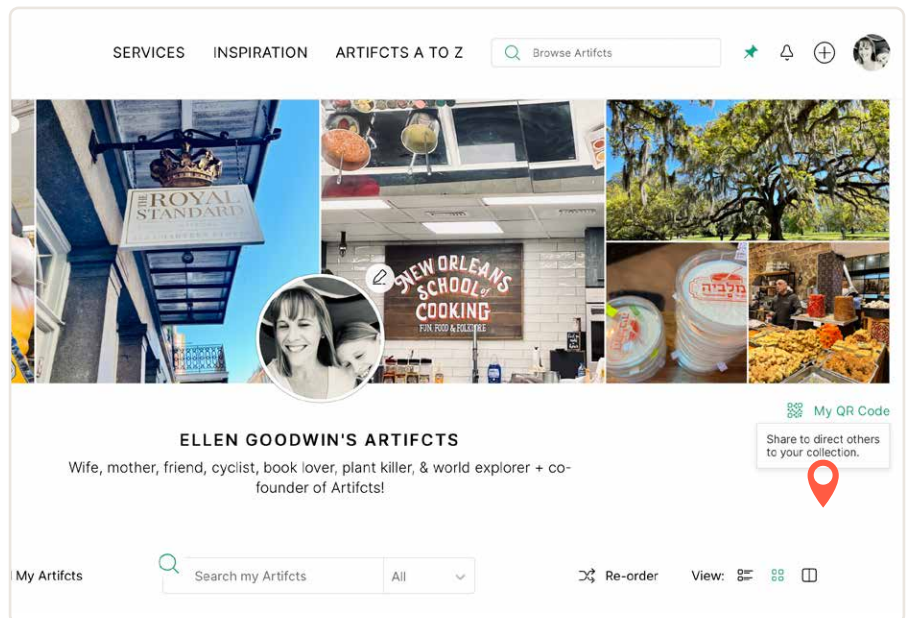 SERVICES INSPIRATION ARTIFCTS A TO Z Browse Artifcts
THE ROYAL
STANDARD
NEW ORLEANS
SCHOOL of
COOKING
FUN, FOOD & FOLKLORE
מלביה
My QR Code
Share to direct others
to your collection.
ELLEN GOODWIN'S ARTIFCTS
Wife, mother, friend, cyclist, book lover, plant killer, & world explorer + co-
founder of Artifcts!
My Artifcts Search my Artifcts All Re-order View: